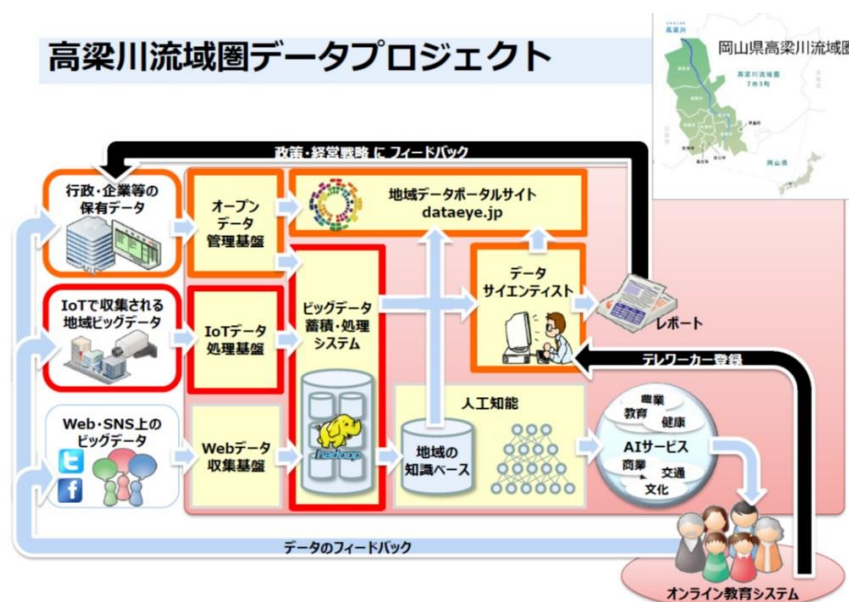 高梁川流域圏データプロジェクト
高梁川
岡山県高梁川流域圏
高梁川流域圏
7市3町
岡山県
政策・経営戦略 に フィードバック
行政・企業等の
保有データ
オープン
データ
管理基盤
地域データポータルサイト
dataeye.jp
IoTで収集される
地域ビッグデータ
IoTデータ
処理基盤
ビッグデータ
蓄積・処理
システム
データ
サイエンティスト
レポート
テレワーカー登録
Web・SNS上の
ビッグデータ
Webデータ
収集基盤
hadoop
人工知能
地域の
知識ベース
農業
教育
健康
AIサービス
商業
交通
文化
データのフィードバック
オンライン教育システム